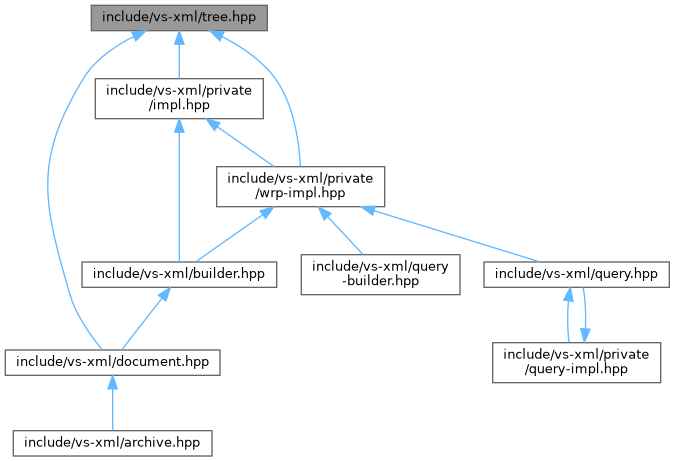 include/vs-xml/tree.hpp
include/vs-xml/private
/impl.hpp
include/vs-xml/private
/wrp-impl.hpp
include/vs-xml/builder.hpp
include/vs-xml/query
-builder.hpp
include/vs-xml/query.hpp
include/vs-xml/document.hpp
include/vs-xml/private
/query-impl.hpp
include/vs-xml/archive.hpp